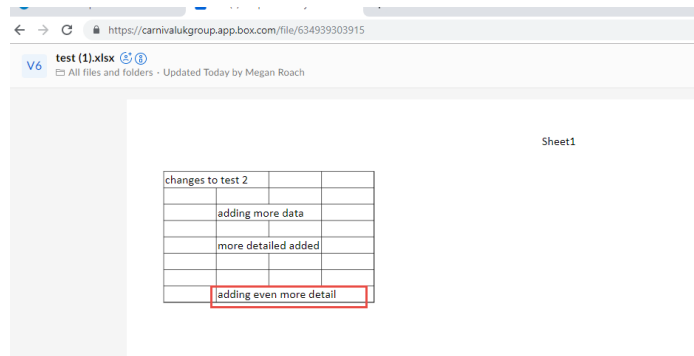 https://carnivalukgroup.app.box.com/file/634939303915
V6
test (1).xlsx
All files and folders · Updated Today by Megan Roach
Sheet1
changes to test 2
adding more data
more detailed added
adding even more detail